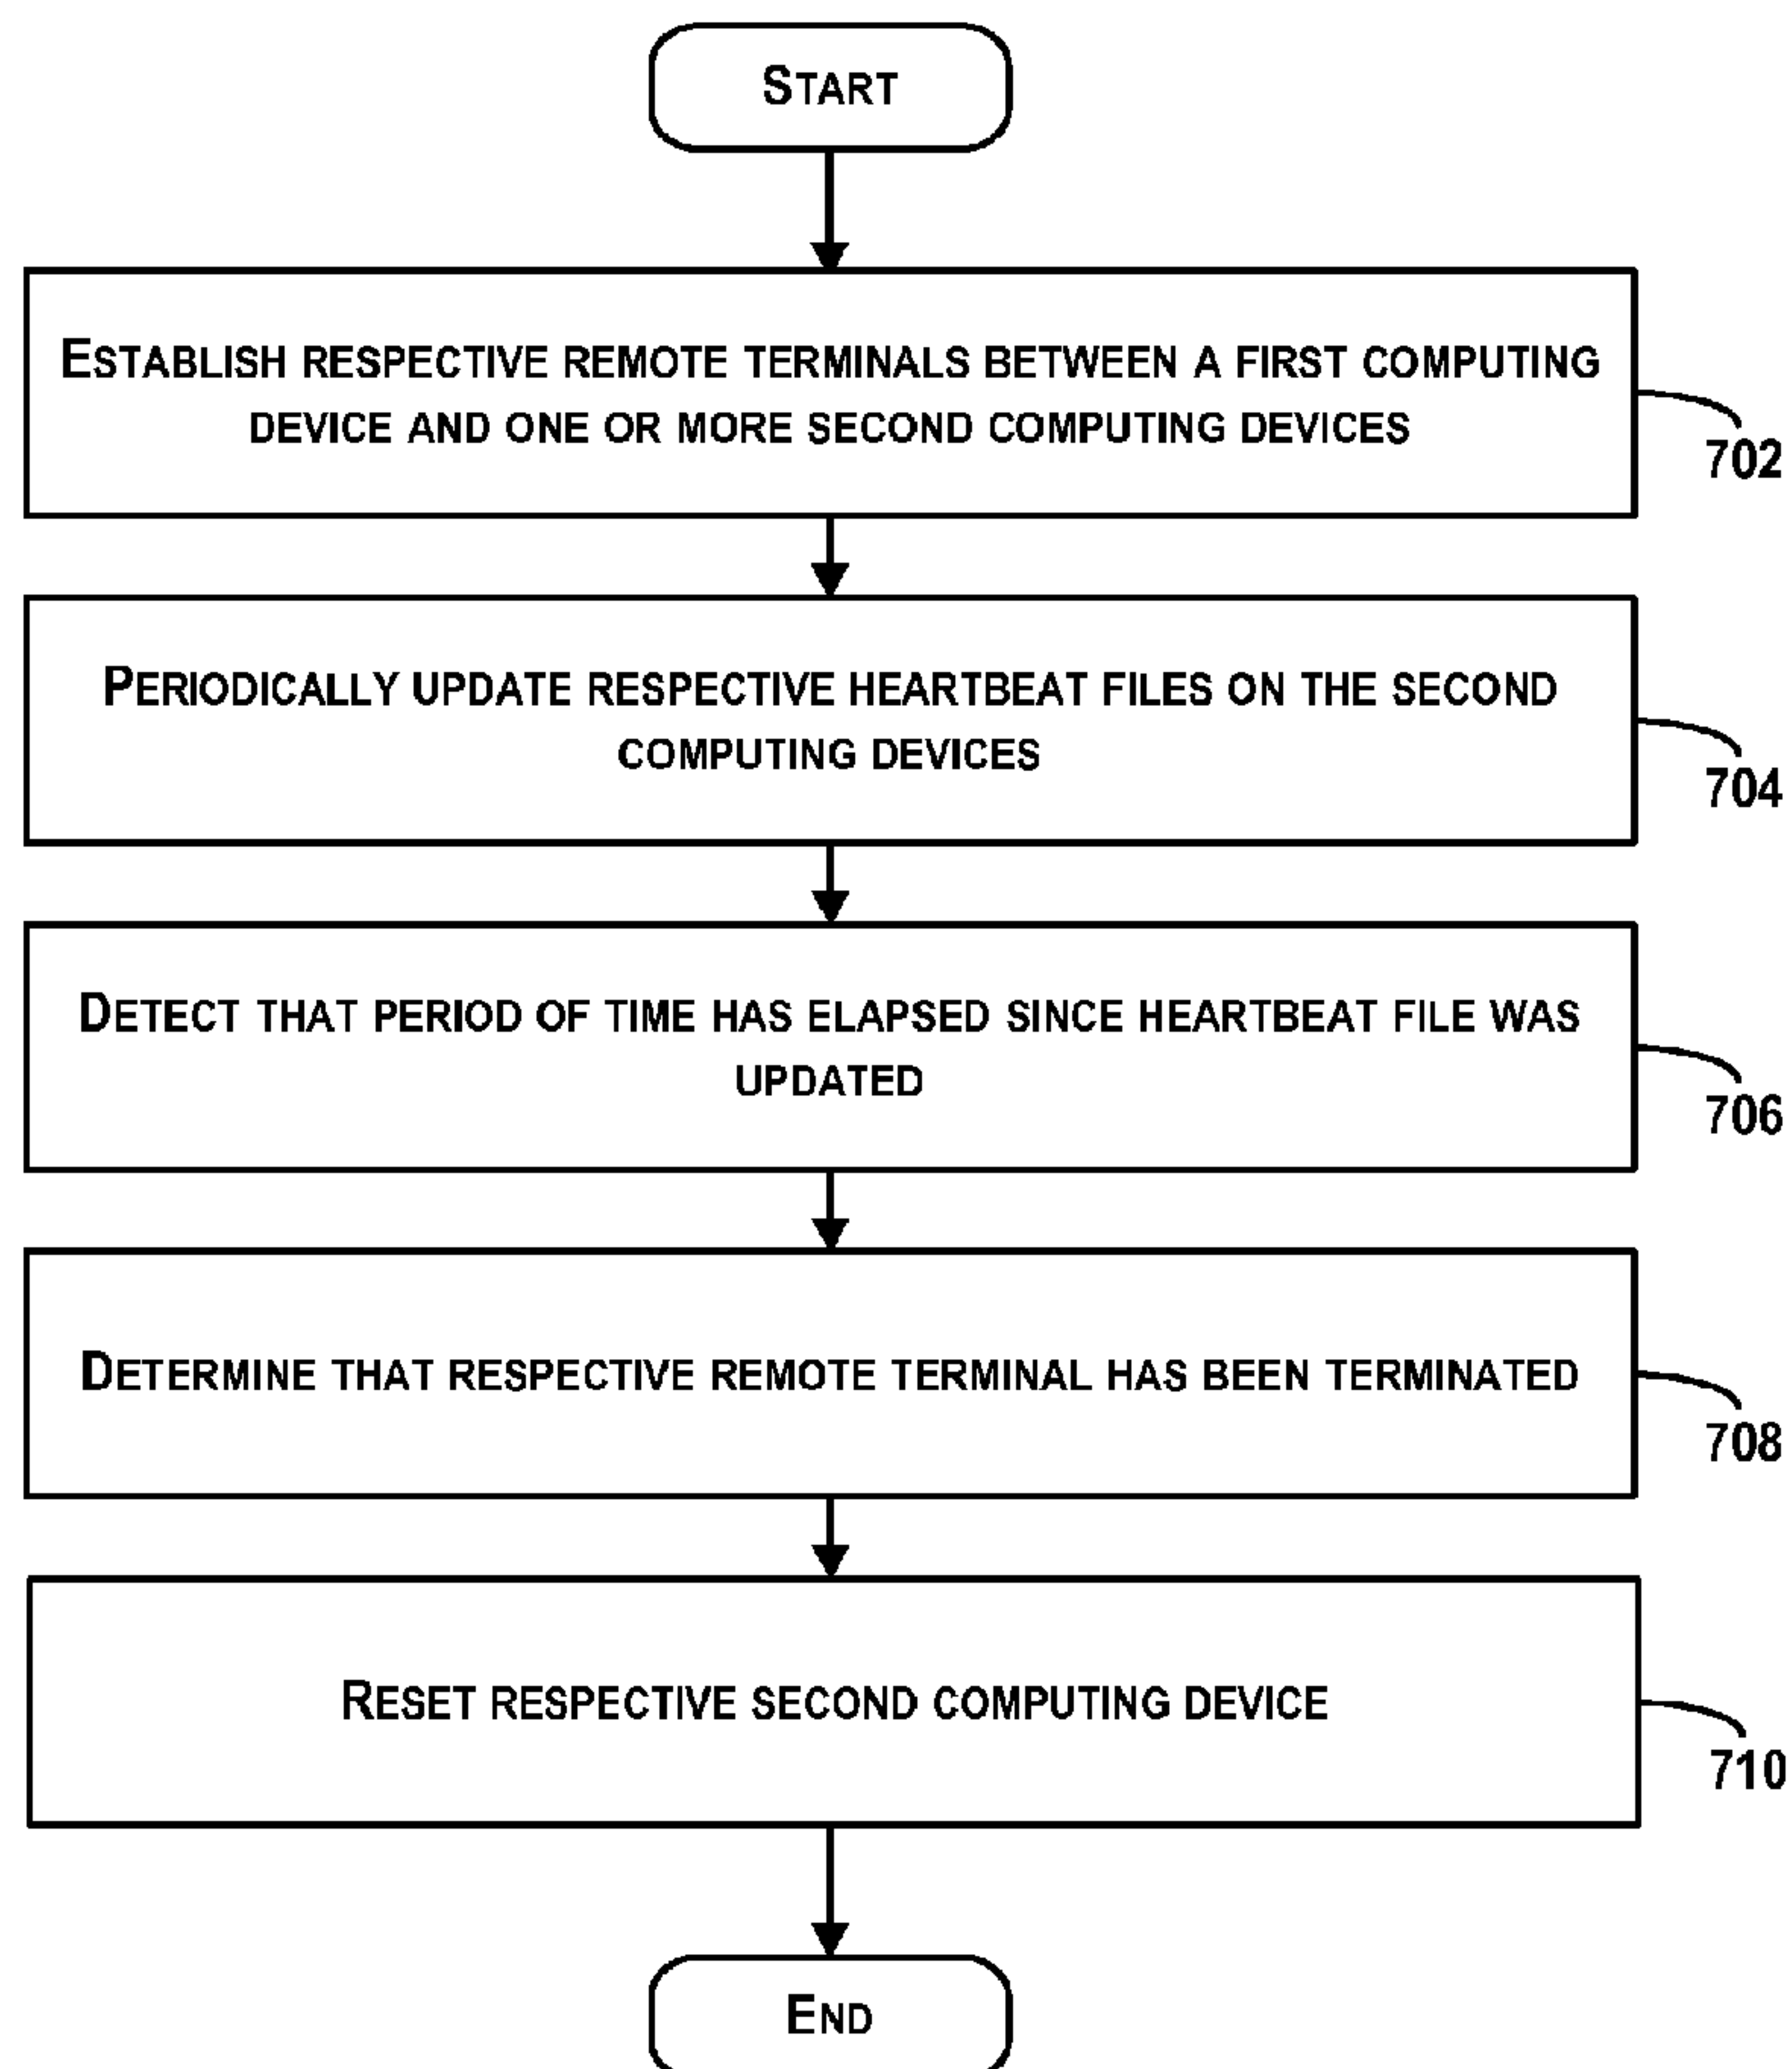 START
ESTABLISH RESPECTIVE REMOTE TERMINALS BETWEEN A FIRST COMPUTING
DEVICE AND ONE OR MORE SECOND COMPUTING DEVICES
702
PERIODICALLY UPDATE RESPECTIVE HEARTBEAT FILES ON THE SECOND
COMPUTING DEVICES
704
DETECT THAT PERIOD OF TIME HAS ELAPSED SINCE HEARTBEAT FILE WAS
UPDATED
706
DETERMINE THAT RESPECTIVE REMOTE TERMINAL HAS BEEN TERMINATED
708
RESET RESPECTIVE SECOND COMPUTING DEVICE
710
END